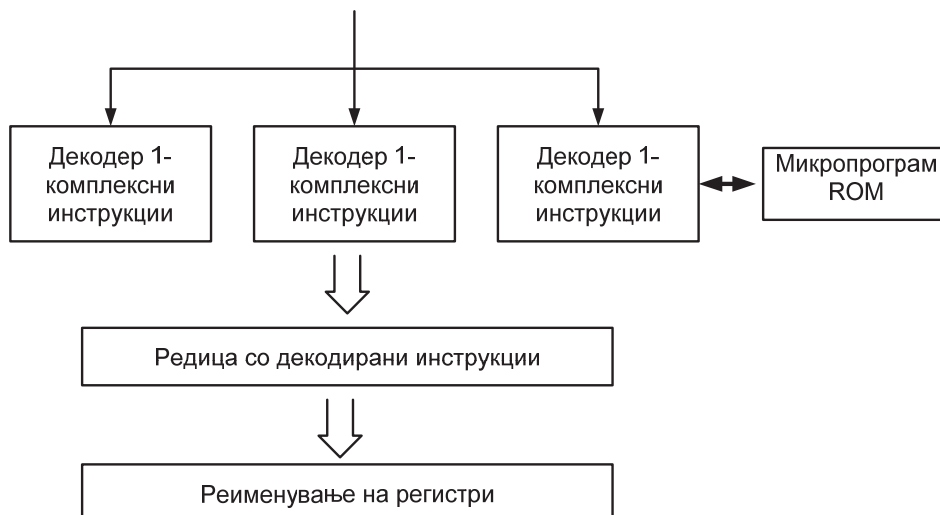 Декодер 1-
комплексни
инструкции
Декодер 1-
комплексни
инструкции
Декодер 1-
комплексни
инструкции
Микропрограм
ROM
Редица со декодирани инструкции
Реименување на регистри